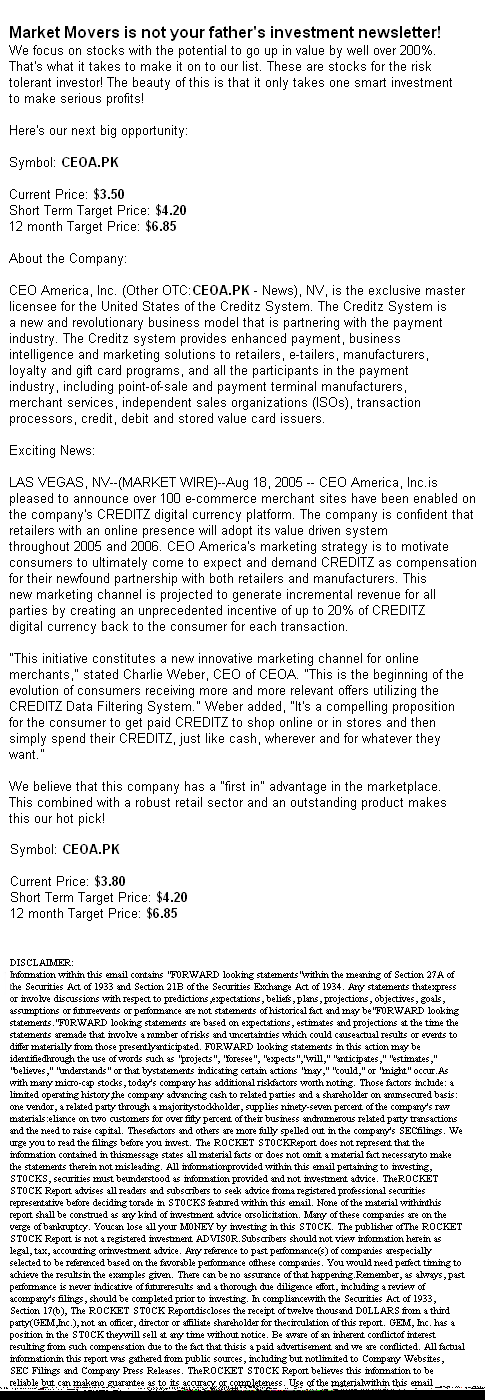 Market Movers is not your father's investment newsletter!
We focus on stocks with the potential to go up in value by well over 200%.
That's what it takes to make it on to our list. These are stocks for the risk
tolerant investor! The beauty of this is that it only takes one smart investment
to make serious profits!
Here's our next big opportunity:
Symbol: CEOA.PK
Current Price: $3.50
Short Term Target Price: $4.20
12 month Target Price: $6.85
About the Company:
CEO America, Inc. (Other OTC:CEOA.PK - News), NV, is the exclusive master
licensee for the United States of the Creditz System. The Creditz System is
a new and revolutionary business model that is partnering with the payment
industry. The Creditz system provides enhanced payment, business
intelligence and marketing solutions to retailers, e-tailers, manufacturers,
loyalty and gift card programs, and all the participants in the payment
industry, including point-of-sale and payment terminal manufacturers,
merchant services, independent sales organizations (ISOs), transaction
processors, credit, debit and stored value card issuers.
Exciting News:
LAS VEGAS, NV--(MARKET WIRE)--Aug 18, 2005 -- CEO America, Inc.is
pleased to announce over 100 e-commerce merchant sites have been enabled on
the company's CREDITZ digital currency platform. The company is confident that
retailers with an online presence will adopt its value driven system
throughout 2005 and 2006. CEO America's marketing strategy is to motivate
consumers to ultimately come to expect and demand CREDITZ as compensation
for their newfound partnership with both retailers and manufacturers. This
new marketing channel is projected to generate incremental revenue for all
parties by creating an unprecedented incentive of up to 20% of CREDITZ
digital currency back to the consumer for each transaction.
"This initiative constitutes a new innovative marketing channel for online
merchants," stated Charlie Weber, CEO of CEOA. "This is the beginning of the
evolution of consumers receiving more and more relevant offers utilizing the
CREDITZ Data Filtering System." Weber added, "It's a compelling proposition
for the consumer to get paid CREDITZ to shop online or in stores and then
simply spend their CREDITZ, just like cash, wherever and for whatever they
want."
We believe that this company has a "first in" advantage in the marketplace.
This combined with a robust retail sector and an outstanding product makes
this our hot pick!
Symbol: CEOA.PK
Current Price: $3.80
Short Term Target Price: $4.20
12 month Target Price: $6.85
DISCLAIMER:
Information within this email contains "F0RWARD looking statements"within the meaning of Section 27A of
the Securities Act of 1933 and Section 21B of the Securities Exchange Act of 1934. Any statements thatexpress
or involve discussions with respect to predictions,expectations, beliefs, plans, projections, objectives, goals,
assumptions or futureevents or performance are not statements of historical fact and may be"F0RWARD looking
statements."F0RWARD looking statements are based on expectations, estimates and projections at the time the
statements aremade that involve a number of risks and uncertainties which could causeactual results or events to
differ materially from those presentlyanticipated. F0RWARD looking statements in this action may be
identifiedthrough the use of words such as "projects", "foresee", "expects","will," "anticipates," "estimates,"
"believes," "understands" or that bystatements indicating certain actions "may," "could," or "might" occur.As
with many micro-cap stocks, today's company has additional riskfactors worth noting. Those factors include: a
limited operating history,the company advancing cash to related parties and a shareholder on anunsecured basis:
one vendor, a related party through a majoritystockholder, supplies ninety-seven percent of the company's raw
materials:eliance on two customers for over fifty percent of their business andnumerous related party transactions
and the need to raise capital. Thesefactors and others are more fully spelled out in the company's SECfilings. We
urge you to read the filings before you invest. The ROCKET ST0CKReport does not represent that the
information contained in thismessage states all material facts or does not omit a material fact necessaryto make
the statements therein not misleading. All informationprovided within this email pertaining to investing,
ST0CKS, securities must beunderstood as information provided and not investment advice. TheROCKET
ST0CK Report advises all readers and subscribers to seek advice froma registered professional securities
representative before deciding torade in ST0CKS featured within this email. None of the material withinthis
report shall be construed as any kind of investment advice orsolicitation. Many of these companies are on the
verge of bankruptcy. Youcan lose all your M0NEY by investing in this ST0CK. The publisher ofThe ROCKET
ST0CK Report is not a registered investment ADVIS0R.Subscribers should not view information herein as
legal, tax, accounting orinvestment advice. Any reference to past performance(s) of companies arespecially
selected to be referenced based on the favorable performance ofthese companies. You would need perfect timing to
achieve the resultsin the examples given. There can be no assurance of that happening.Remember, as always, past
performance is never indicative of futureresults and a thorough due diligence effort, including a review of
acompany's filings, should be completed prior to investing. In compliancewith the Securities Act of 1933,
Section 17(b), The ROCKET ST0CK Reportdiscloses the receipt of twelve thousand D0LLARS from a third
party(GEM,Inc.), not an officer, director or affiliate shareholder for thecirculation of this report. GEM, Inc. has a
position in the ST0CK theywill sell at any time without notice. Be aware of an inherent conflictof interest
resulting from such compensation due to the fact that this is a paid advertisement and we are conflicted. All factual
informationin this report was gathered from public sources, including but notlimited to Company Websites,
SEC Filings and Company Press Releases. TheROCKET ST0CK Report believes this information to be
reliable but can makeno guarantee as to its accuracy or completeness. Use of the materialwithin this email